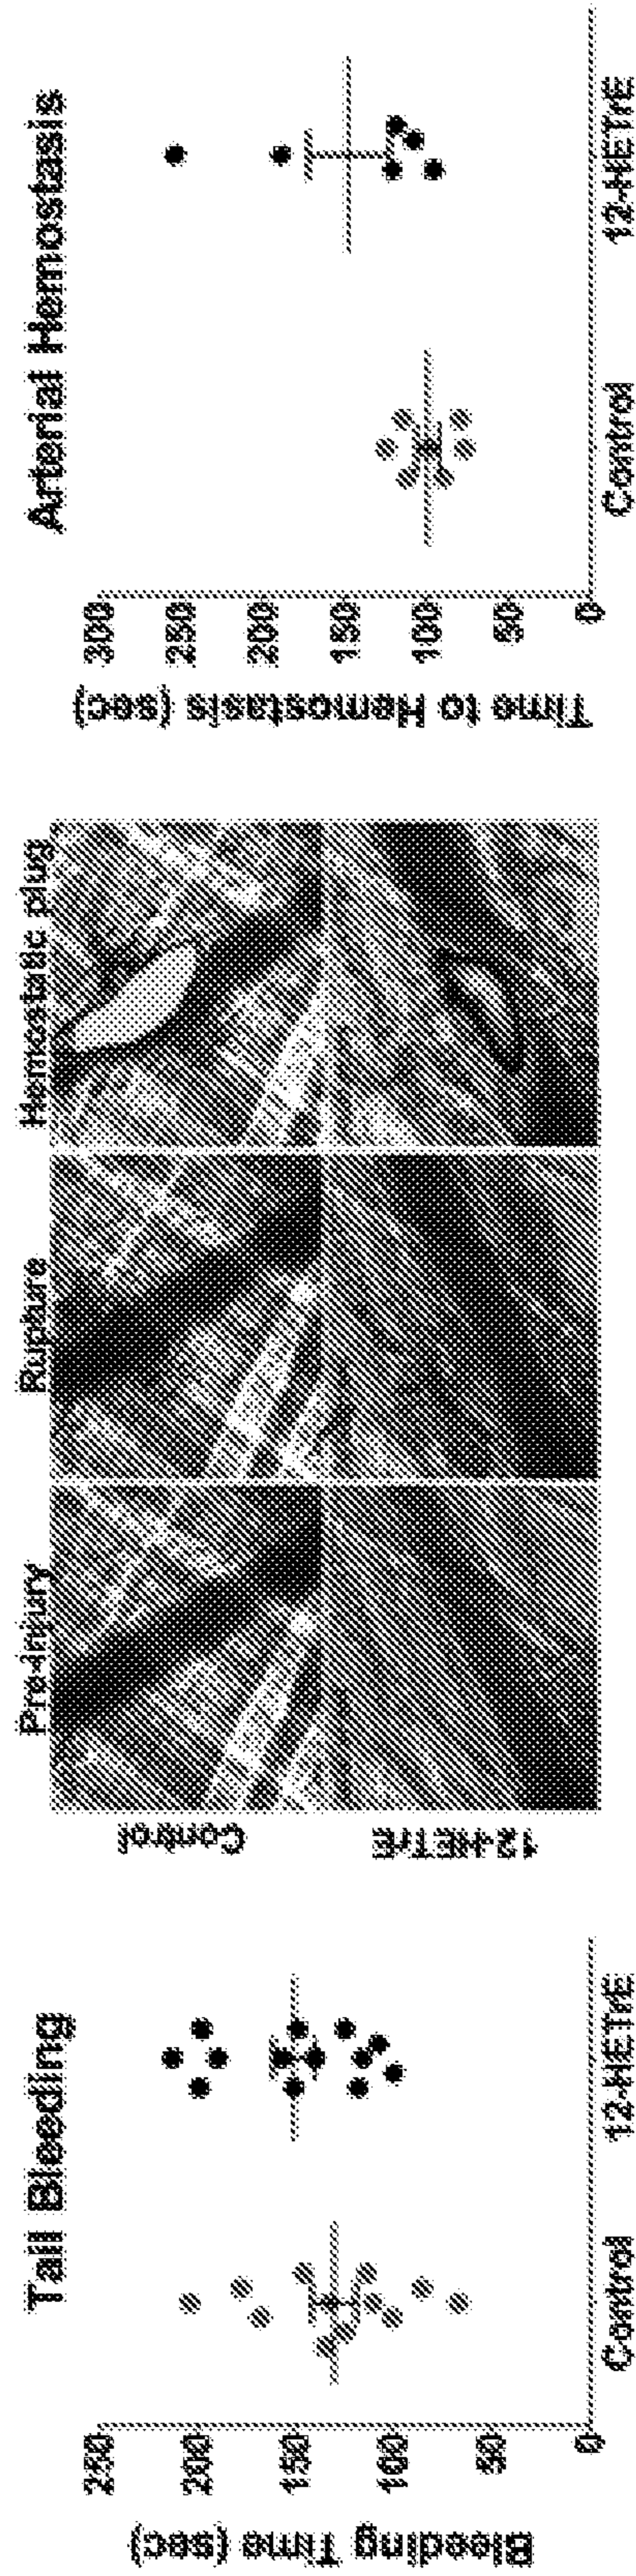 Tail Bleeding
Bleeding Time (sec)
250
200
150
100
50
0
Control
12-HETrE
Pre-injury
Rupture
Hemostatic plug
Control
12-HETrE
Arterial Hemostasis
Time to Hemostasis (sec)
300
250
200
150
100
50
0
Control
12-HETrE